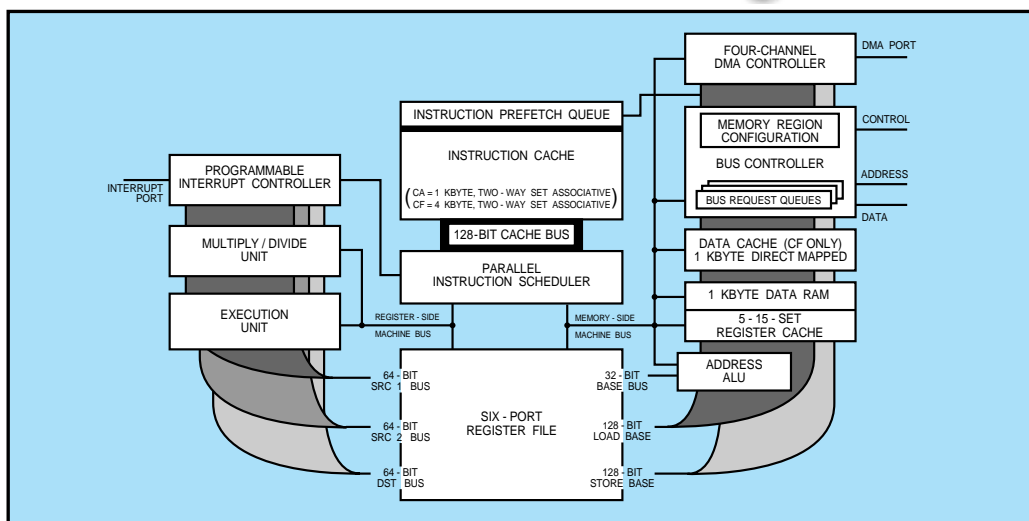 FOUR-CHANNEL
DMA CONTROLLER
DMA PORT
INSTRUCTION PREFETCH QUEUE
MEMORY REGION
CONFIGURATION
CONTROL
INSTRUCTION CACHE
BUS CONTROLLER
PROGRAMMABLE
INTERRUPT CONTROLLER
INTERRUPT
PORT
CA = 1 KBYTE, TWO - WAY SET ASSOCIATIVE
CF = 4 KBYTE, TWO - WAY SET ASSOCIATIVE
ADDRESS
BUS REQUEST QUEUES
DATA
128-BIT CACHE BUS
MULTIPLY / DIVIDE
UNIT
DATA CACHE (CF ONLY)
1 KBYTE DIRECT MAPPED
PARALLEL
INSTRUCTION SCHEDULER
1 KBYTE DATA RAM
EXECUTION
UNIT
REGISTER - SIDE
MACHINE BUS
MEMORY - SIDE
MACHINE BUS
5 - 15 - SET
REGISTER CACHE
64 - BIT
SRC 1 BUS
32 - BIT
BASE BUS
ADDRESS
ALU
SIX - PORT
REGISTER FILE
64 - BIT
SRC 2 BUS
128 - BIT
LOAD BASE
64 - BIT
DST BUS
128 - BIT
STORE BASE